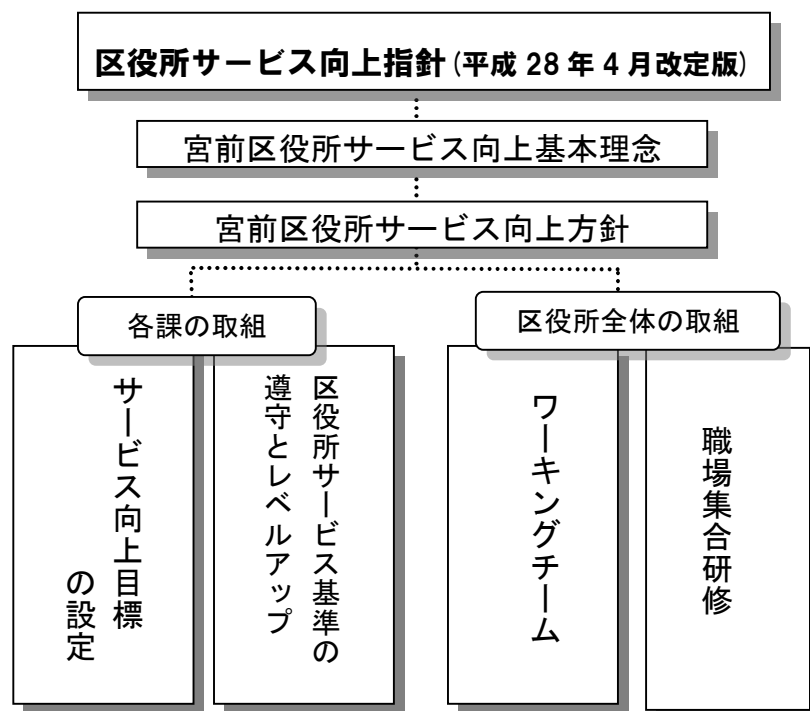 区役所サービス向上指針(平成 28 年 4 月改定版)
宮前区役所サービス向上基本理念
宮前区役所サービス向上方針
各課の取組
区役所全体の取組
サービス向上目標
の設定
区役所サービス基準の
遵守とレベルアップ
ワーキングチーム
職場集合研修